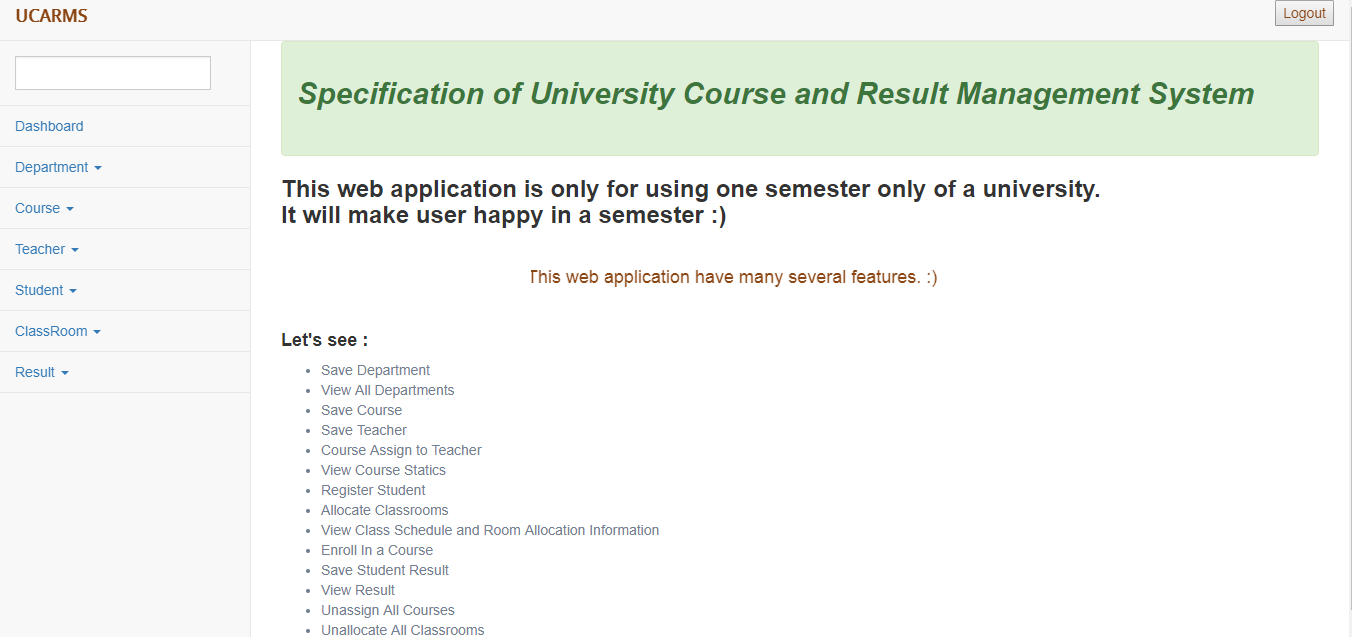 UCARMS
Logout
Specification of University Course and Result Management System
Dashboard
Department
Course
Teacher
Student
ClassRoom
Result
This web application is only for using one semester only of a university.
It will make user happy in a semester :)
This web application have many several features. :)
Let's see :
Save Department
View All Departments
Save Course
Save Teacher
Course Assign to Teacher
View Course Statics
Register Student
Allocate Classrooms
View Class Schedule and Room Allocation Information
Enroll In a Course
Save Student Result
View Result
Unassign All Courses
Unallocate All Classrooms